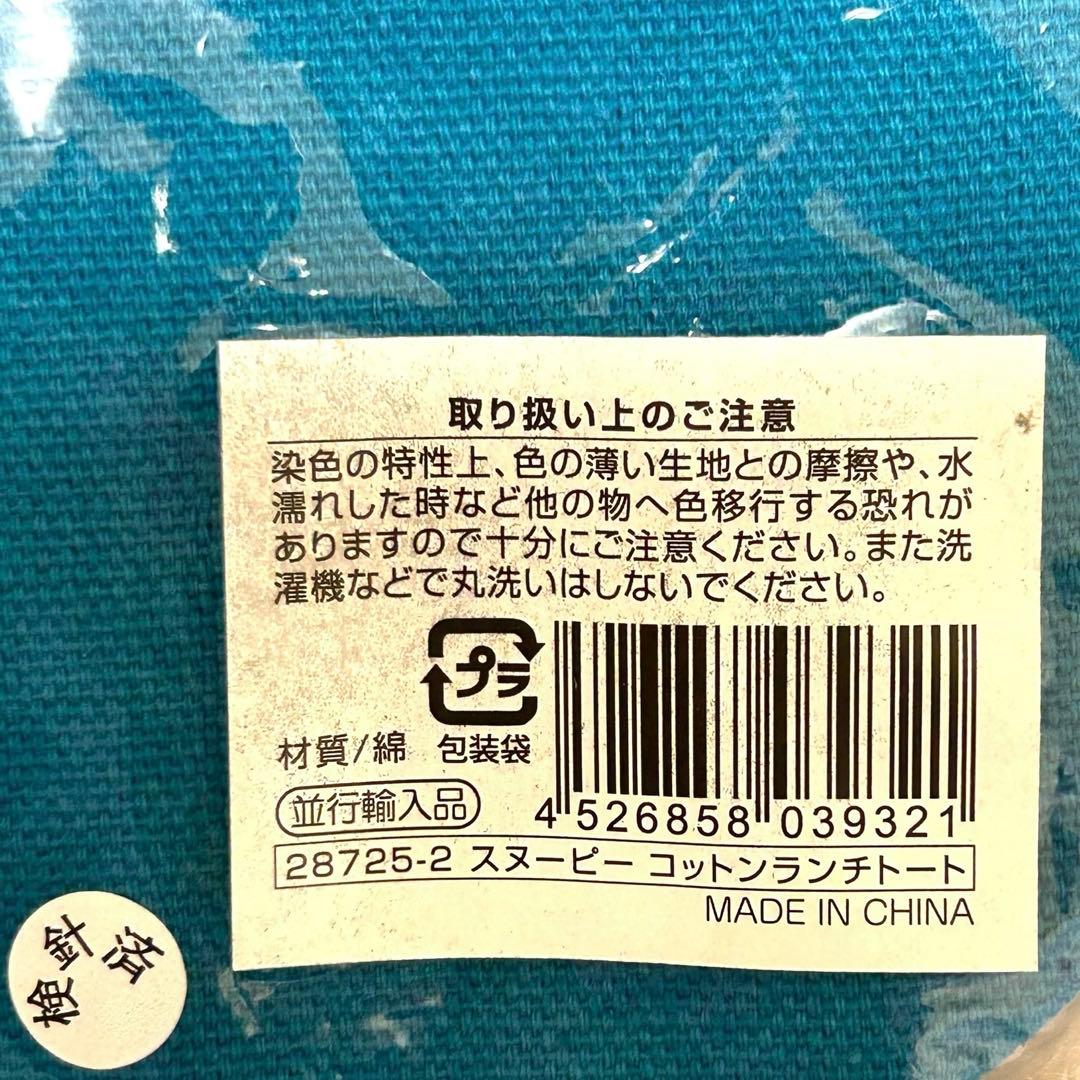 取り扱い上のご注意
染色の特性上、色の薄い生地との摩擦や、水
濡れした時など他の物へ色移行する恐れが
ありますので十分にご注意ください。また洗
濯機などで丸洗いはしないでください。
プラ
材質/綿 包装袋
並行輸入品
4 526858 039321
28725-2 スヌーピー コットンランチトート
MADE IN CHINA
検針済